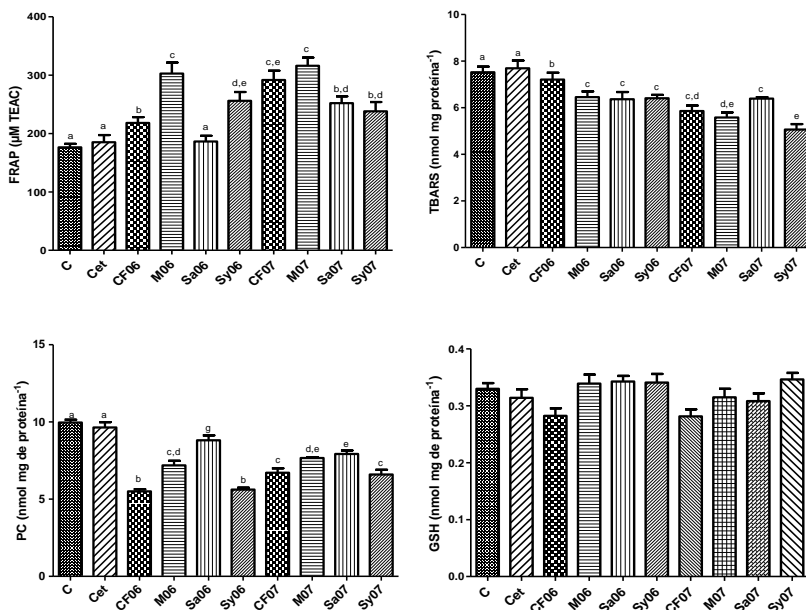 400
300
200
100
0
FRAP (µM TEAC)
a
a
b
c
a
d,e
c,e
c
b,d
b,d
C
Cet
CF06
M06
Sa06
Sy06
CF07
M07
Sa07
Sy07
10
8
6
4
2
0
TBARS (nmol mg proteína⁻¹)
a
a
b
c
c
c
c,d
d,e
c
e
C
Cet
CF06
M06
Sa06
Sy06
CF07
M07
Sa07
Sy07
15
10
5
0
PC (nmol mg de proteína⁻¹)
a
a
b
c,d
g
b
c
d,e
e
c
C
Cet
CF06
M06
Sa06
Sy06
CF07
M07
Sa07
Sy07
0.4
0.3
0.2
0.1
0.0
GSH (nmol mg de proteína⁻¹)
C
Cet
CF06
M06
Sa06
Sy06
CF07
M07
Sa07
Sy07